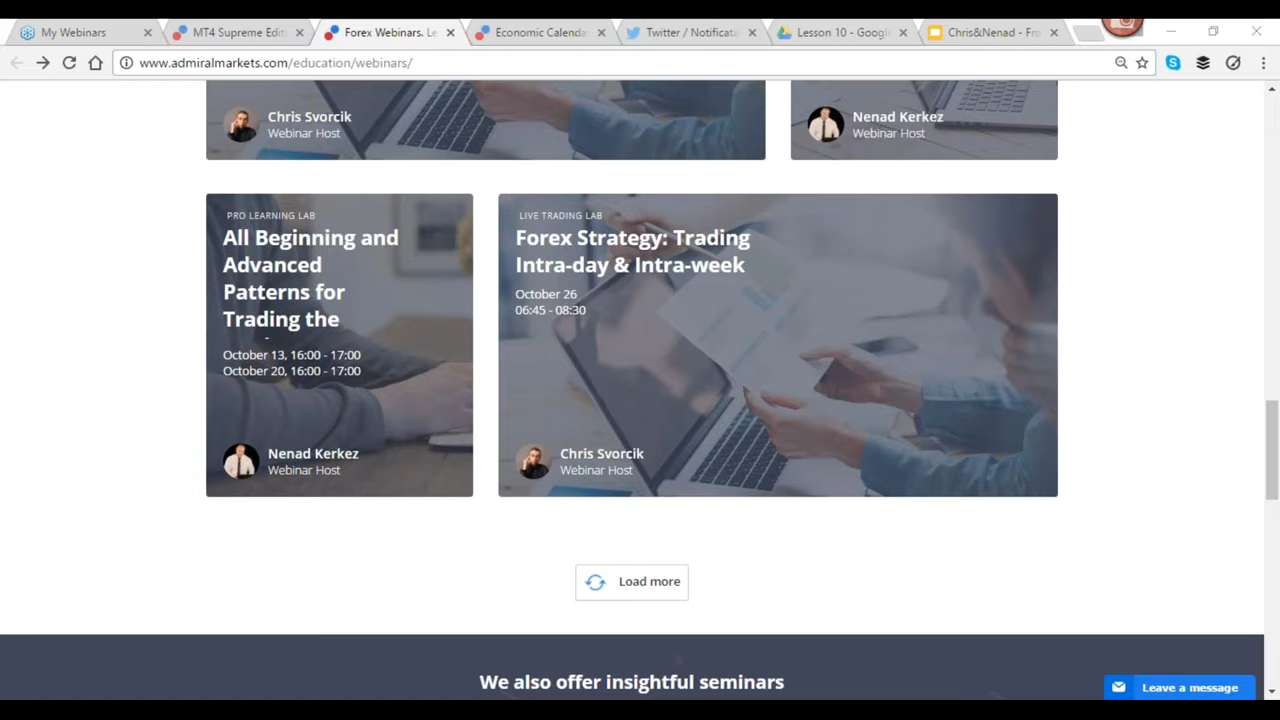 My Webinars
MT4 Supreme Editi
Forex Webinars. Le
Economic Calenda
Twitter / Notificati
Lesson 10 - Googl
Chris&Nenad - Fr
www.admiralmarkets.com/education/webinars/
Chris Svorcik
Webinar Host
Nenad Kerkez
Webinar Host
PRO LEARNING LAB
All Beginning and
Advanced
Patterns for
Trading the
October 13, 16:00 - 17:00
October 20, 16:00 - 17:00
Nenad Kerkez
Webinar Host
LIVE TRADING LAB
Forex Strategy: Trading
Intra-day & Intra-week
October 26
06:45 - 08:30
Chris Svorcik
Webinar Host
Load more
We also offer insightful seminars
Leave a message